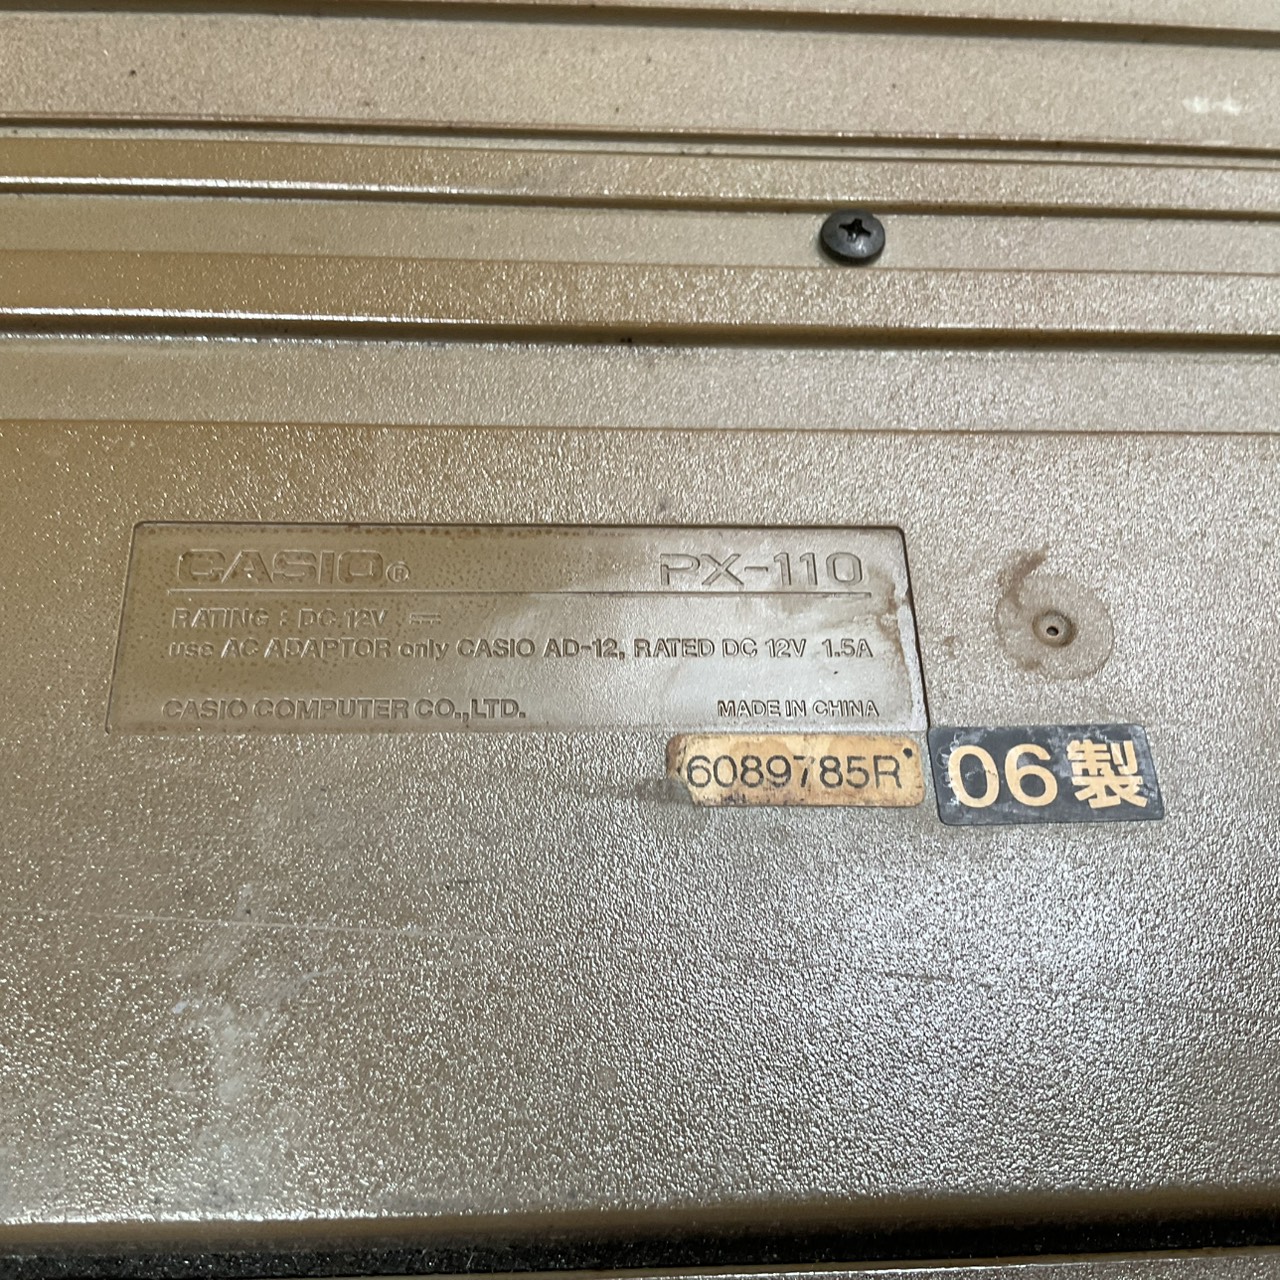 CASIO® PX-110
RATING : DC 12V ⎓
use AC ADAPTOR only CASIO AD-12, RATED DC 12V 1.5A
CASIO COMPUTER CO.,LTD. MADE IN CHINA
6089785R
06製